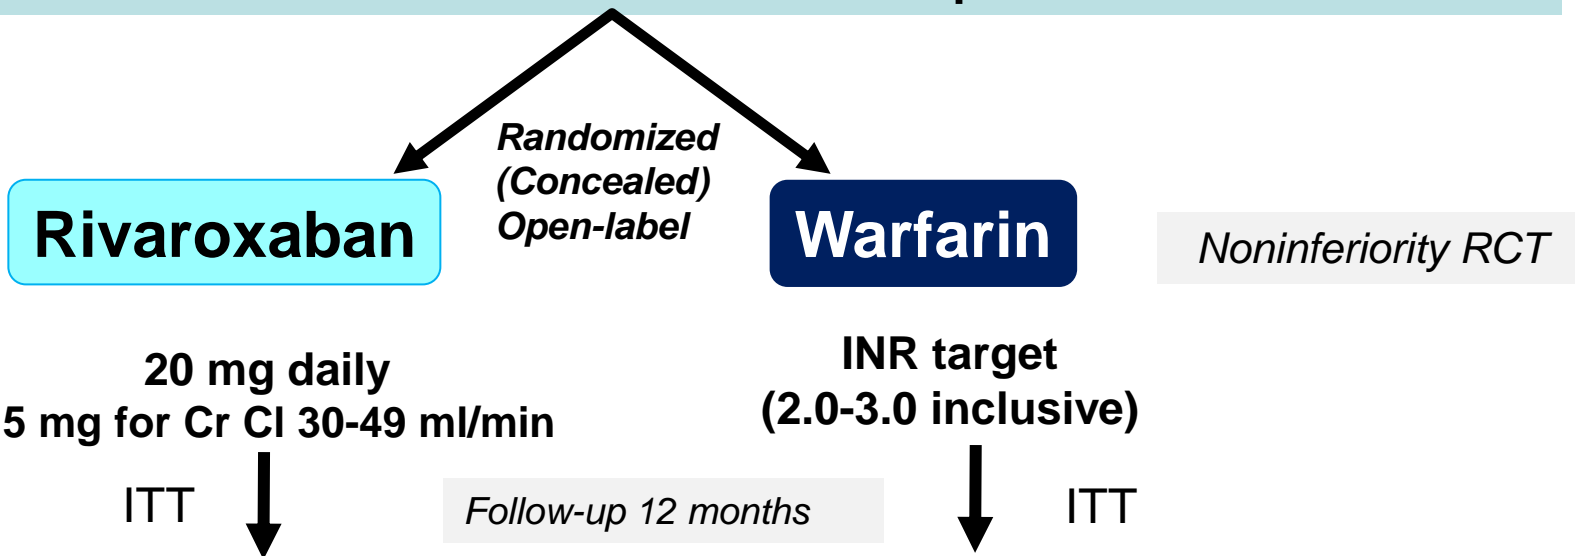 Randomized
(Concealed)
Open-label
Rivaroxaban
Warfarin
Noninferiority RCT
20 mg daily
5 mg for Cr Cl 30-49 ml/min
INR target
(2.0-3.0 inclusive)
ITT
Follow-up 12 months
ITT